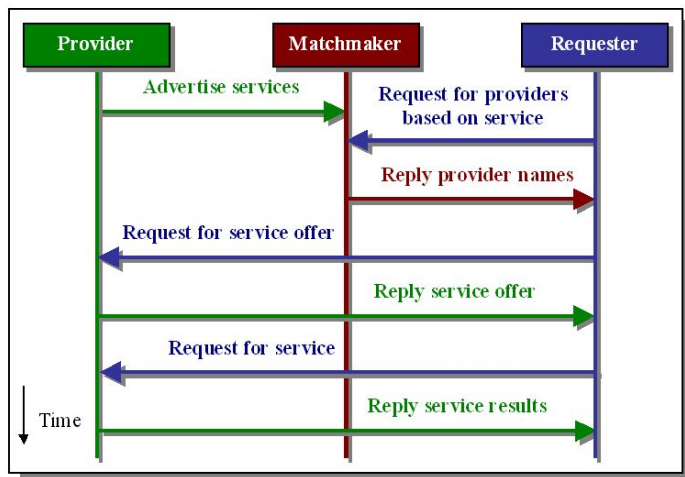 Provider
Matchmaker
Requester
Advertise services
Request for providers
based on service
Reply provider names
Request for service offer
Reply service offer
Request for service
Reply service results
Time